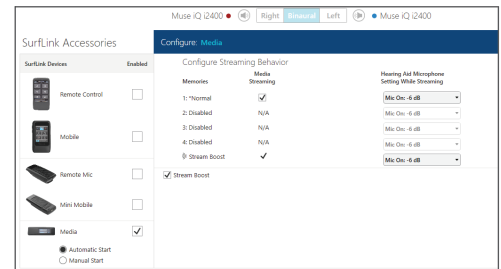 Muse iQ i2400 Right Binaural Left Muse iQ i2400
SurfLink Accessories
Configure: Media
SurfLink Devices Enabled
Remote Control
Mobile
Remote Mic
Mini Mobile
Media
Automatic Start
Manual Start
Configure Streaming Behavior
Memories Media Streaming Hearing Aid Microphone Setting While Streaming
1: *Normal Mic On: -6 dB
2: Disabled N/A Mic On: -6 dB
3: Disabled N/A Mic On: -6 dB
4: Disabled N/A Mic On: -6 dB
Stream Boost Mic On: -6 dB
Stream Boost